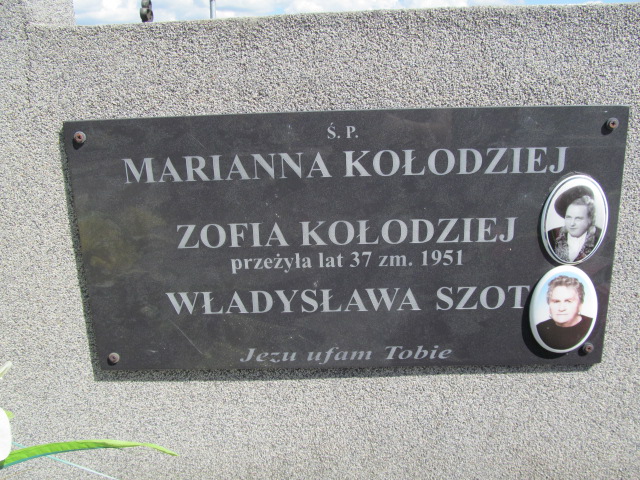 Ś. P.
MARIANNA KOŁODZIEJ
ZOFIA KOŁODZIEJ
przeżyła lat 37 zm. 1951
WŁADYSŁAWA SZOT
Jezu ufam Tobie